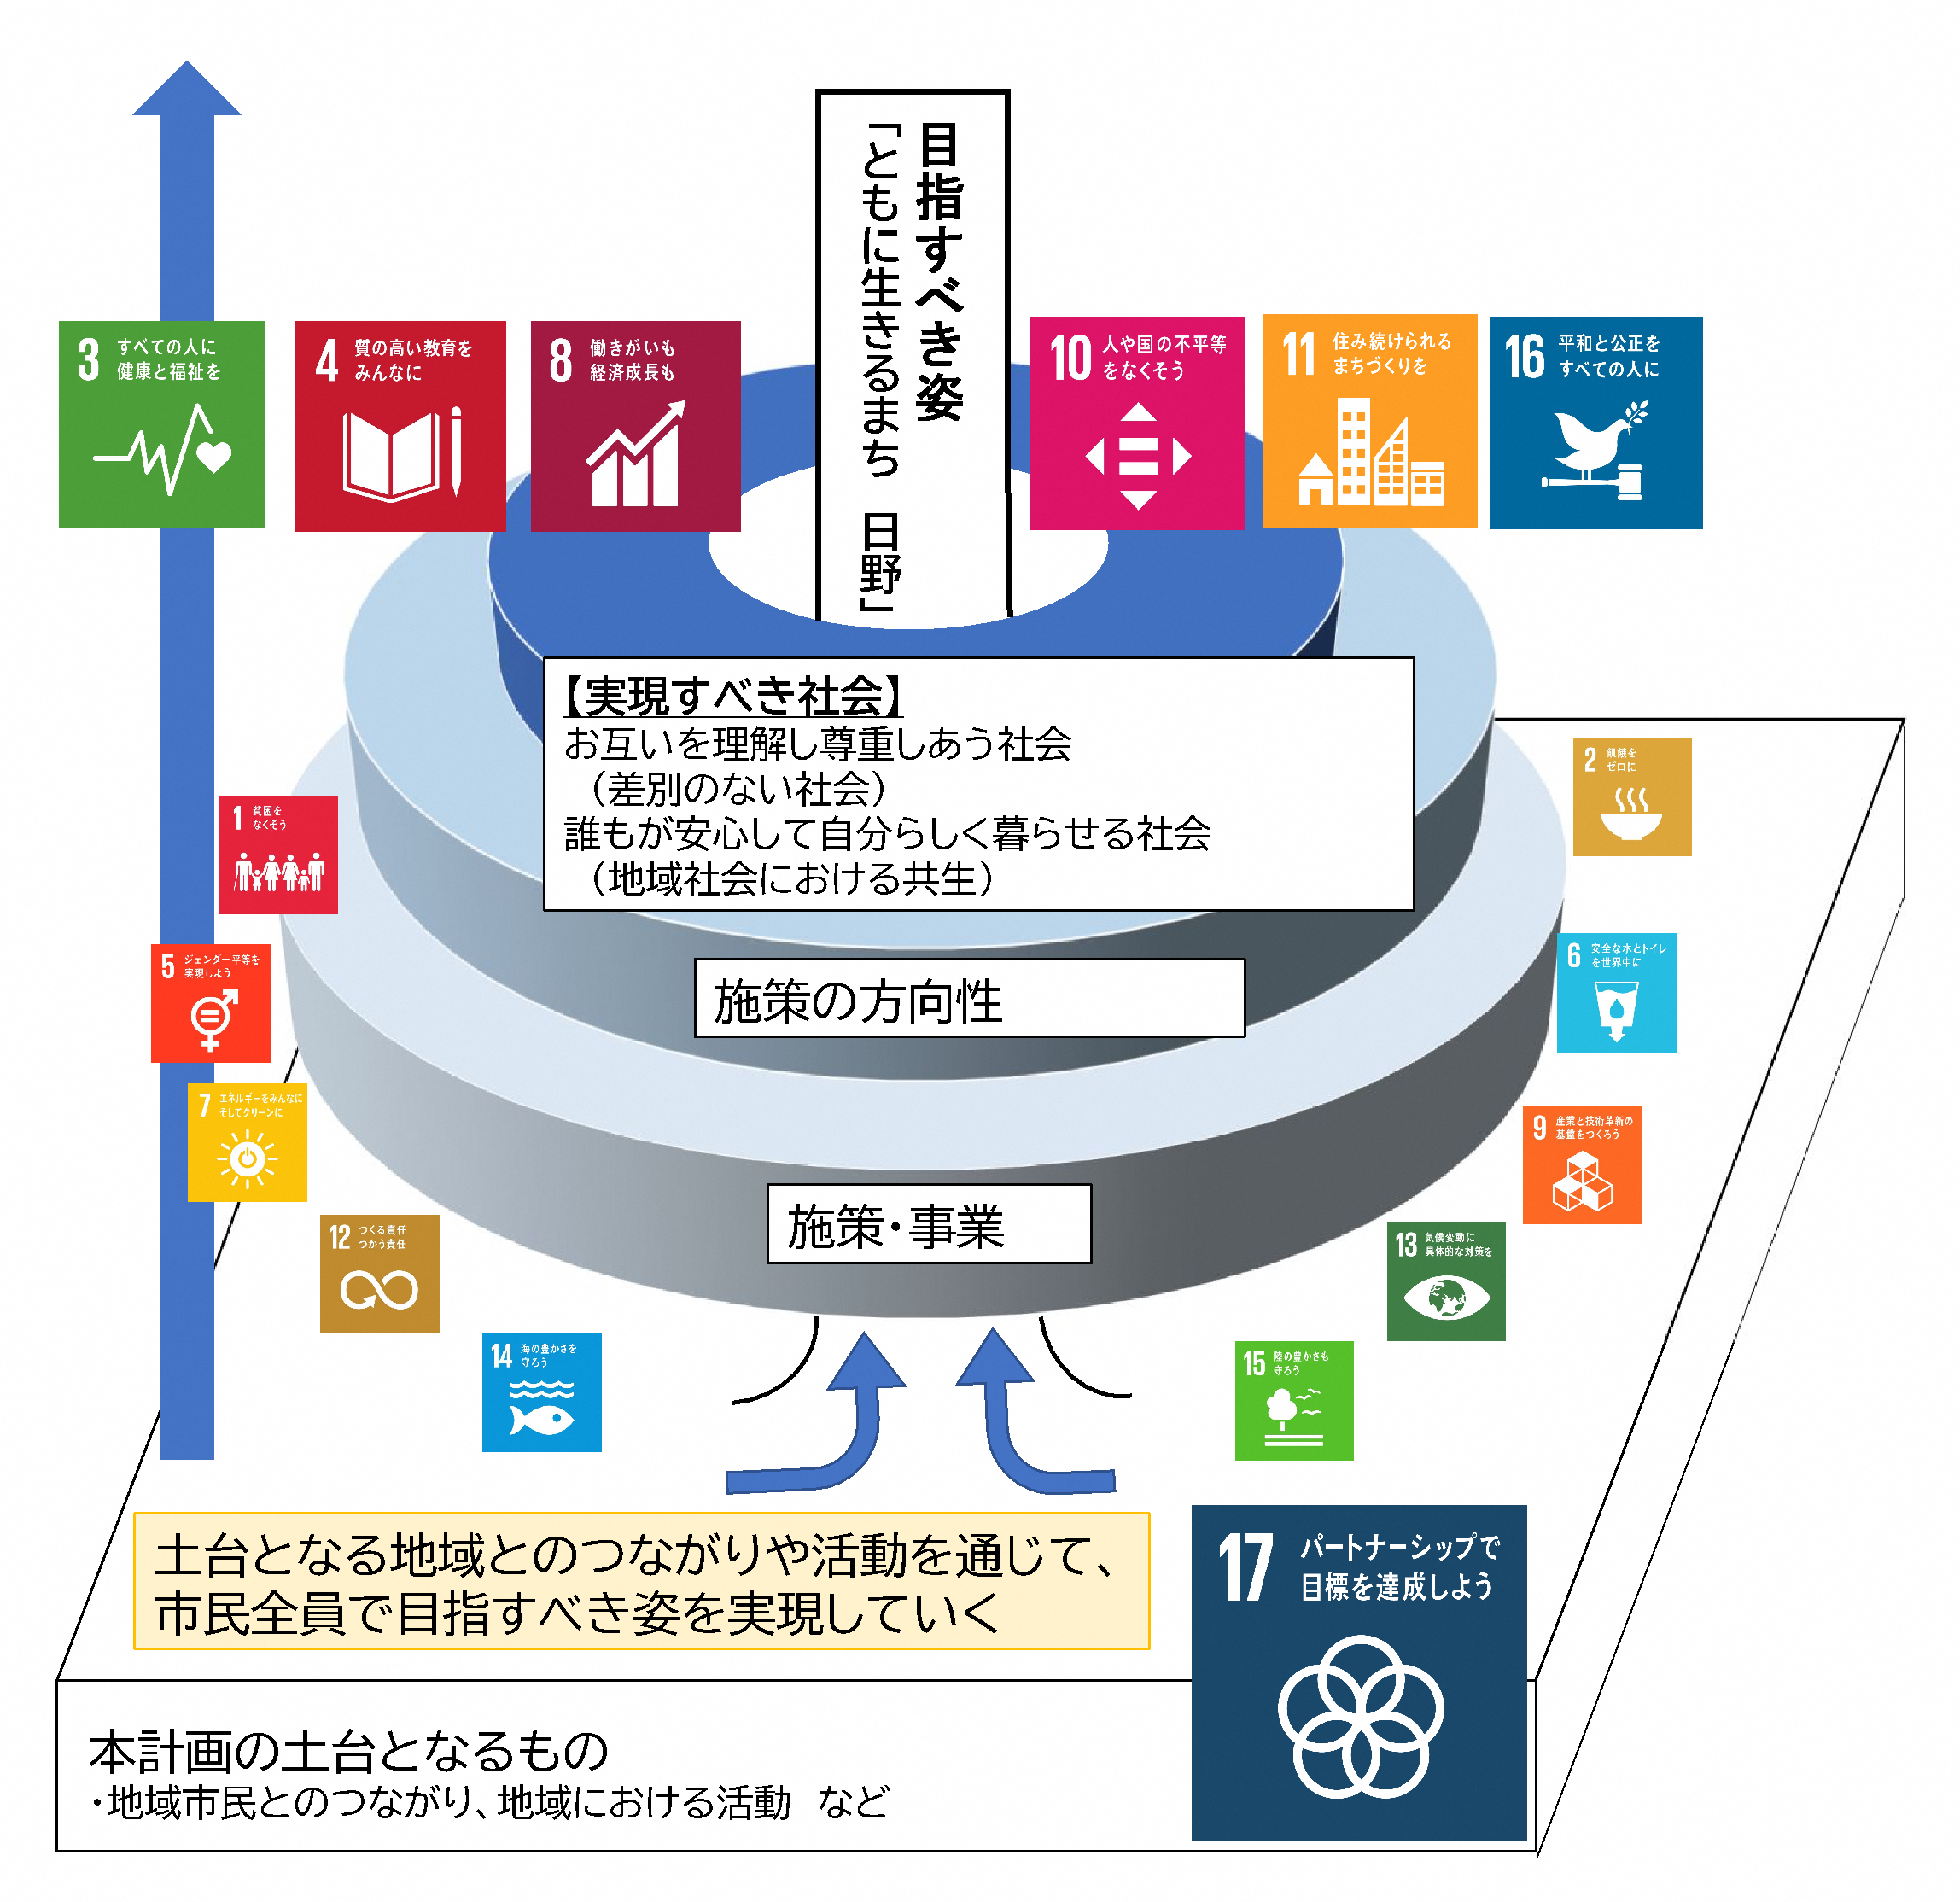 目指すべき姿
「ともに生きるまち　日野」
3 すべての人に
健康と福祉を
4 質の高い教育を
みんなに
8 働きがいも
経済成長も
10 人や国の不平等
をなくそう
11 住み続けられる
まちづくりを
16 平和と公正を
すべての人に
【実現すべき社会】
お互いを理解し尊重しあう社会
（差別のない社会）
誰もが安心して自分らしく暮らせる社会
（地域社会における共生）
1 貧困を
なくそう
2 飢餓を
ゼロに
5 ジェンダー平等を
実現しよう
6 安全な水とトイレ
を世界中に
施策の方向性
7 エネルギーをみんなに
そしてクリーンに
9 産業と技術革新の
基盤をつくろう
施策・事業
12 つくる責任
つかう責任
13 気候変動に
具体的な対策を
14 海の豊かさを
守ろう
15 陸の豊かさも
守ろう
土台となる地域とのつながりや活動を通じて、
市民全員で目指すべき姿を実現していく
17 パートナーシップで
目標を達成しよう
本計画の土台となるもの
・地域市民とのつながり、地域における活動　など